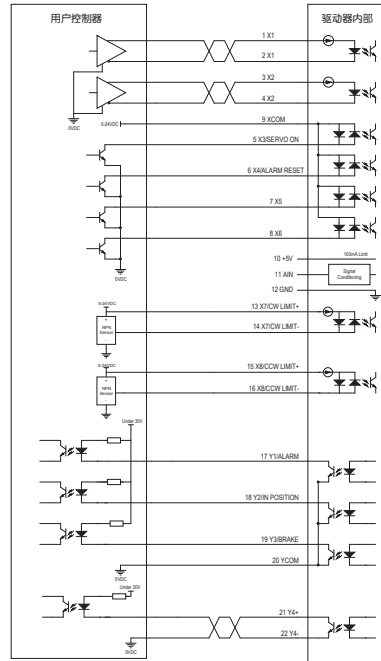 用户控制器
驱动器内部
1 X1
2 X1
3 X2
4 X2
0VDC
5-24VDC
9 XCOM
5 X3/SERVO ON
6 X4/ALARM RESET
7 X5
8 X6
0VDC
10 +5V
100mA Limit
11 AIN
Signal
Conditioning
12 GND
5-24VDC
13 X7/CW LIMIT+
+
NPN
Sensor
-
14 X7/CW LIMIT-
5-24VDC
15 X8/CCW LIMIT+
+
NPN
Sensor
-
16 X8/CCW LIMIT-
Under 30V
17 Y1/ALARM
18 Y2/IN POSITION
19 Y3/BRAKE
20 YCOM
0VDC
Under 30V
21 Y4+
22 Y4-
0VDC